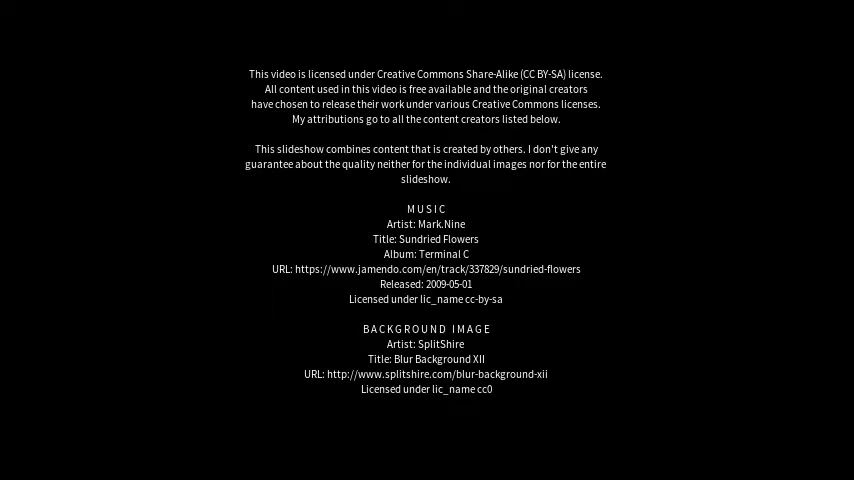 This video is licensed under Creative Commons Share-Alike (CC BY-SA) license.
All content used in this video is free available and the original creators
have chosen to release their work under various Creative Commons licenses.
My attributions go to all the content creators listed below.
This slideshow combines content that is created by others. I don't give any
guarantee about the quality neither for the individual images nor for the entire
slideshow.
MUSIC
Artist: Mark.Nine
Title: Sundried Flowers
Album: Terminal C
URL: https://www.jamendo.com/en/track/337829/sundried-flowers
Released: 2009-05-01
Licensed under lic_name cc-by-sa
BACKGROUND IMAGE
Artist: SplitShire
Title: Blur Background XII
URL: http://www.splitshire.com/blur-background-xii
Licensed under lic_name cc0